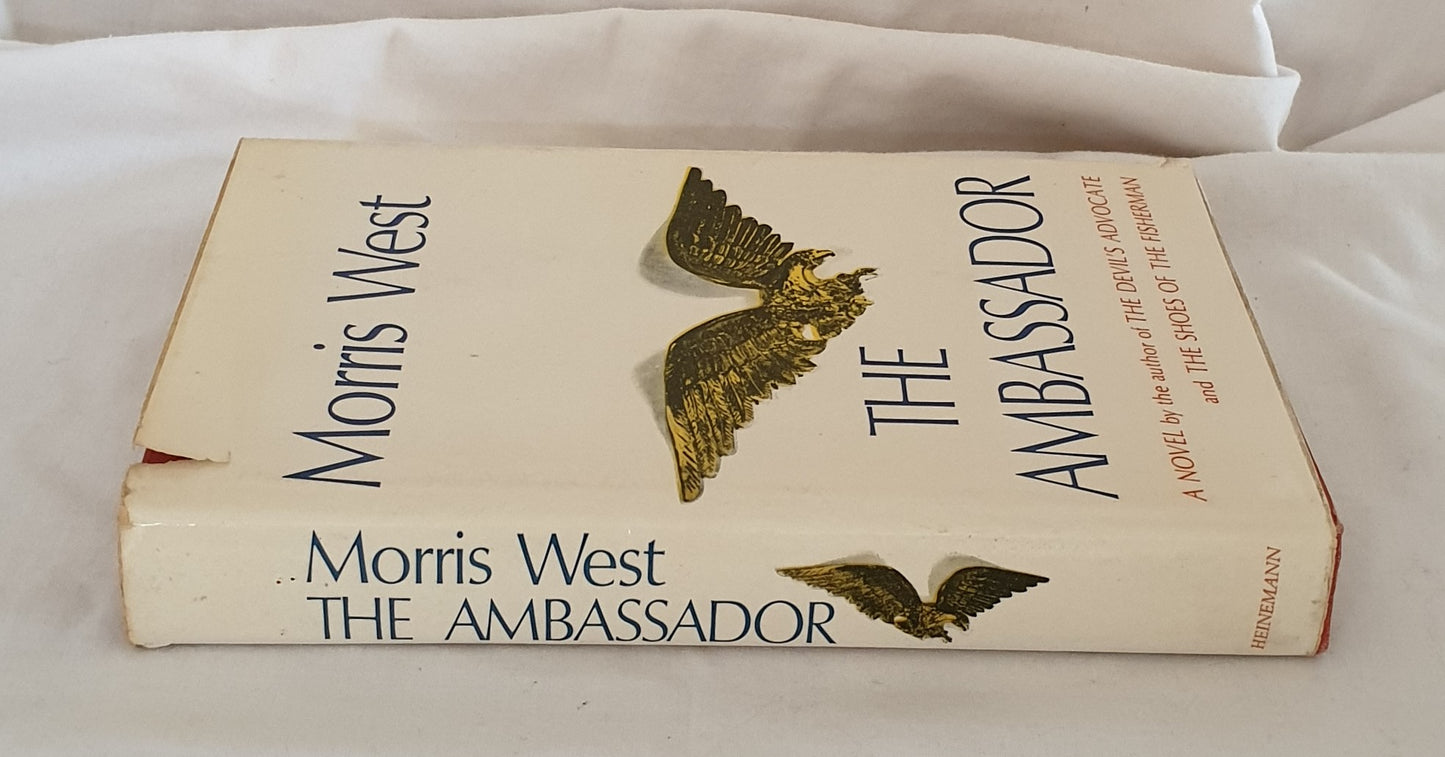 Morris West
THE
AMBASSADOR
A NOVEL by the author of THE DEVIL'S ADVOCATE
and THE SHOES OF THE FISHERMAN
Morris West
THE AMBASSADOR
HEINEMANN